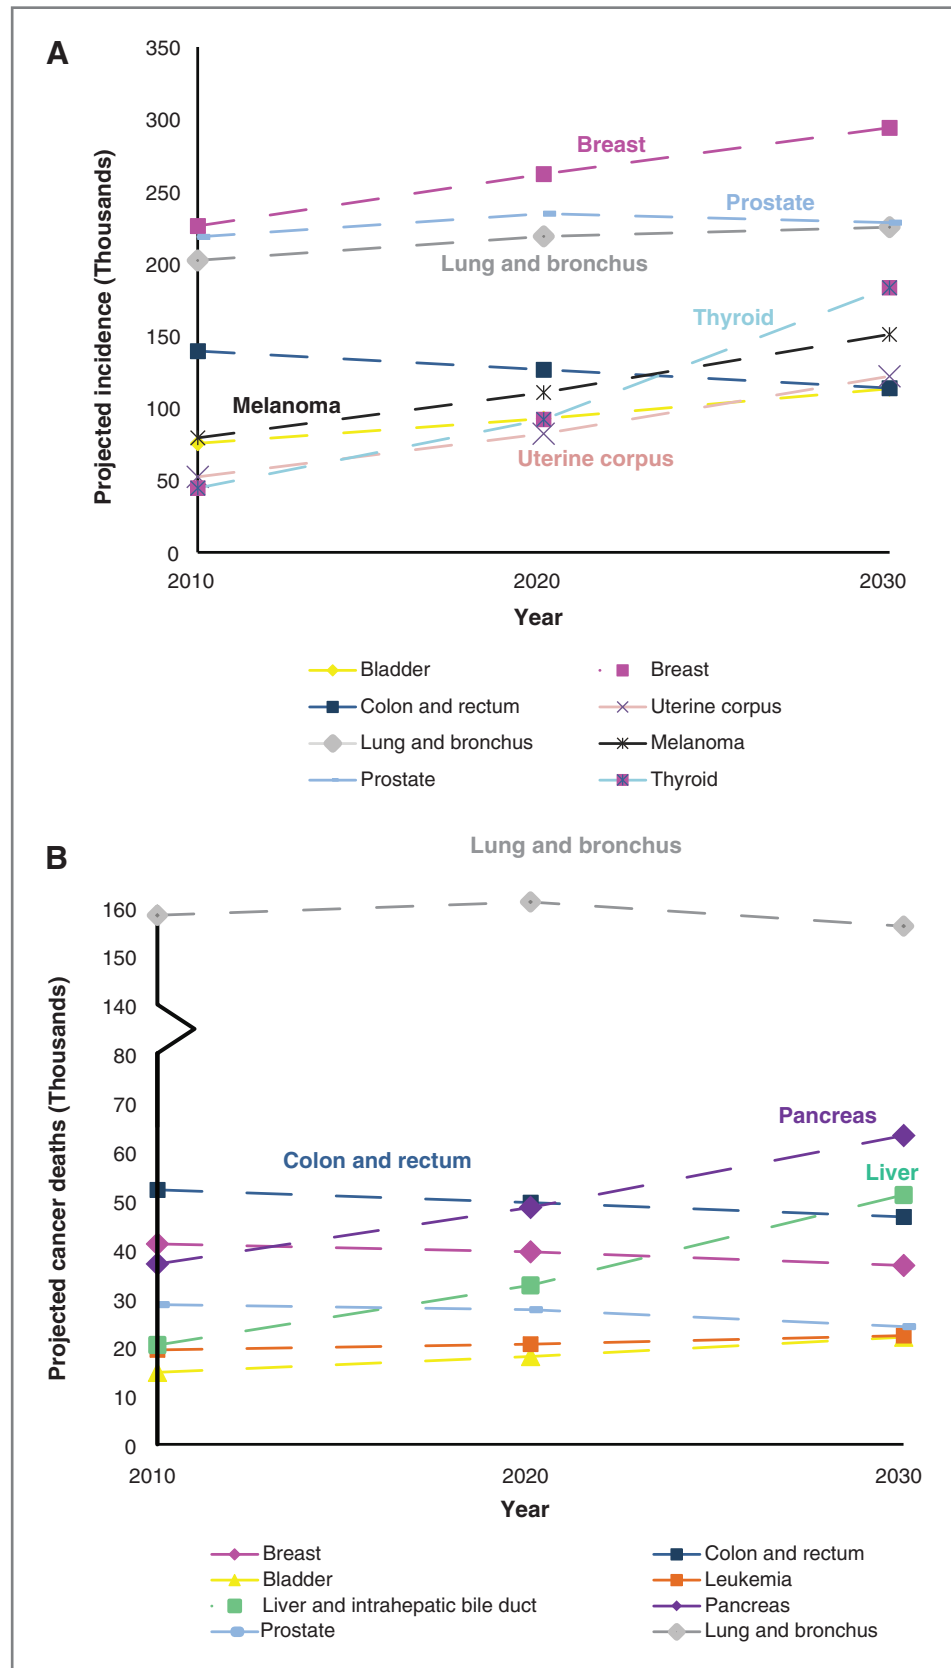 A
350
300
250
200
150
100
50
0
Projected incidence (Thousands)
Breast
Prostate
Lung and bronchus
Thyroid
Melanoma
Uterine corpus
2010 2020 2030
Year
Bladder Breast
Colon and rectum Uterine corpus
Lung and bronchus Melanoma
Prostate Thyroid
B
Lung and bronchus
160
150
140
80
70
60
50
40
30
20
10
0
Projected cancer deaths (Thousands)
Pancreas
Colon and rectum
Liver
2010 2020 2030
Year
Breast Colon and rectum
Bladder Leukemia
Liver and intrahepatic bile duct Pancreas
Prostate Lung and bronchus